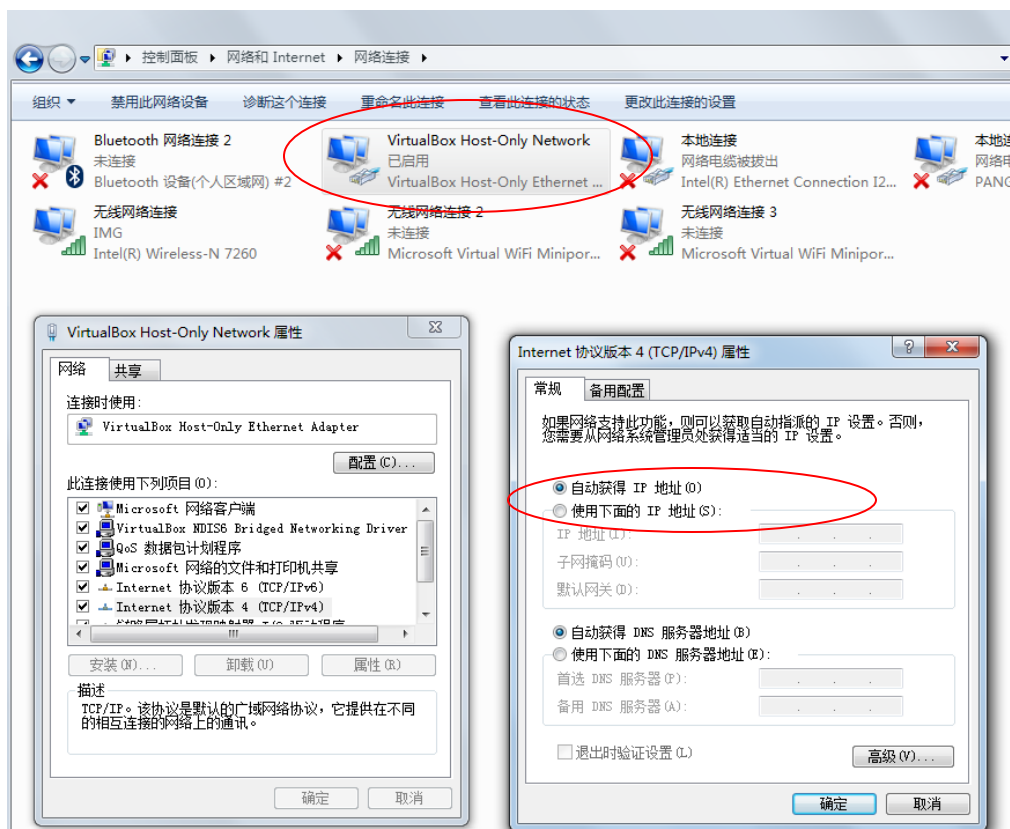 控制面板 ▸ 网络和 Internet ▸ 网络连接 ▸
组织 禁用此网络设备 诊断这个连接 重命名此连接 查看此连接的状态 更改此连接的设置
Bluetooth 网络连接 2
未连接
Bluetooth 设备(个人区域网) #2
VirtualBox Host-Only Network
已启用
VirtualBox Host-Only Ethernet ...
本地连接
网络电缆被拔出
Intel(R) Ethernet Connection I2...
本地
网络
PANG
无线网络连接
IMG
Intel(R) Wireless-N 7260
无线网络连接 2
未连接
Microsoft Virtual WiFi Minipor...
无线网络连接 3
未连接
Microsoft Virtual WiFi Minipor...
VirtualBox Host-Only Network 属性
网络 共享
连接时使用:
VirtualBox Host-Only Ethernet Adapter
配置(C)...
此连接使用下列项目(O):
Microsoft 网络客户端
VirtualBox NDIS6 Bridged Networking Driver
QoS 数据包计划程序
Microsoft 网络的文件和打印机共享
Internet 协议版本 6 (TCP/IPv6)
Internet 协议版本 4 (TCP/IPv4)
安装(N)... 卸载(U) 属性(R)
描述
TCP/IP。该协议是默认的广域网络协议，它提供在不同
的相互连接的网络上的通讯。
确定 取消
Internet 协议版本 4 (TCP/IPv4) 属性
常规 备用配置
如果网络支持此功能，则可以获取自动指派的 IP 设置。否则，
您需要从网络系统管理员处获得适当的 IP 设置。
自动获得 IP 地址(O)
使用下面的 IP 地址(S):
IP 地址(I):
子网掩码(U):
默认网关(D):
自动获得 DNS 服务器地址(B)
使用下面的 DNS 服务器地址(E):
首选 DNS 服务器(P):
备用 DNS 服务器(A):
退出时验证设置(L)
高级(V)...
确定 取消